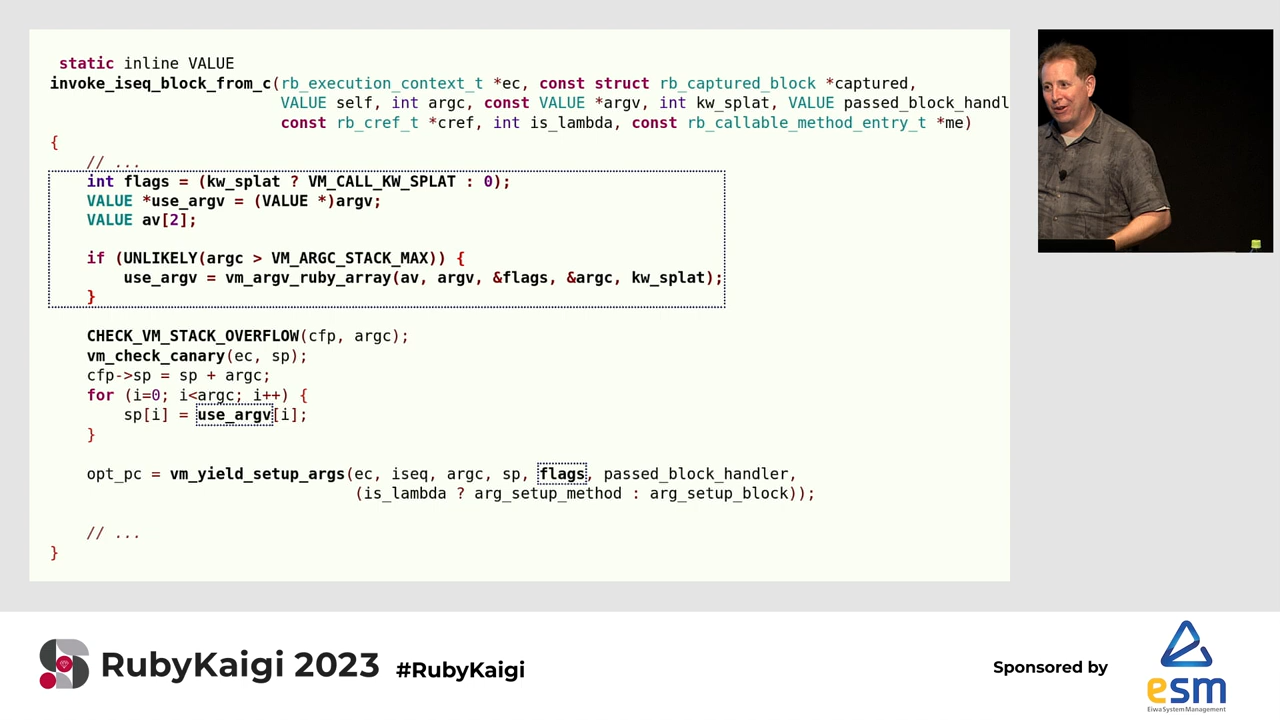 static inline VALUE
invoke_iseq_block_from_c(rb_execution_context_t *ec, const struct rb_captured_block *captured,
                         VALUE self, int argc, const VALUE *argv, int kw_splat, VALUE passed_block_handl
                         const rb_cref_t *cref, int is_lambda, const rb_callable_method_entry_t *me)
{
    // ...
    int flags = (kw_splat ? VM_CALL_KW_SPLAT : 0);
    VALUE *use_argv = (VALUE *)argv;
    VALUE av[2];
    if (UNLIKELY(argc > VM_ARGC_STACK_MAX)) {
        use_argv = vm_argv_ruby_array(av, argv, &flags, &argc, kw_splat);
    }
    CHECK_VM_STACK_OVERFLOW(cfp, argc);
    vm_check_canary(ec, sp);
    cfp->sp = sp + argc;
    for (i=0; i<argc; i++) {
        sp[i] = use_argv[i];
    }
    opt_pc = vm_yield_setup_args(ec, iseq, argc, sp, flags, passed_block_handler,
                                 (is_lambda ? arg_setup_method : arg_setup_block));
    // ...
}
RubyKaigi 2023 #RubyKaigi
Sponsored by
esm
Eiwa System Management